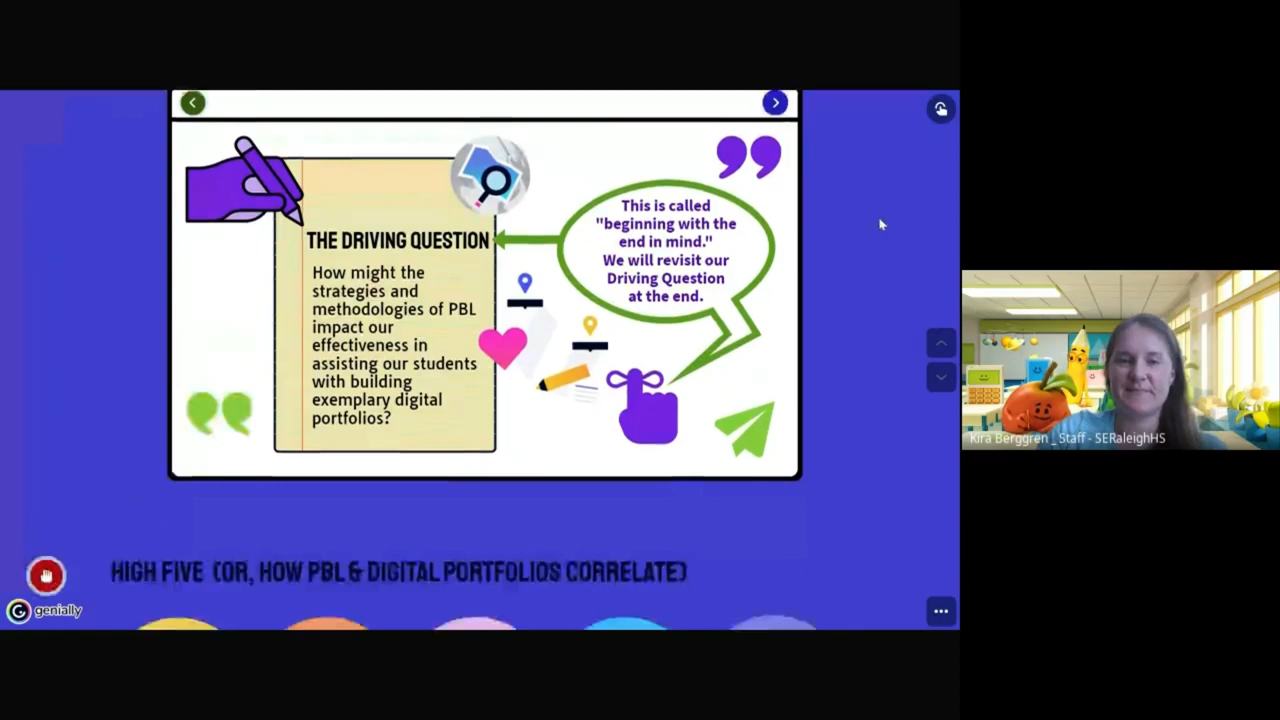 This is called
"beginning with the
end in mind."
We will revisit our
Driving Question
at the end.
THE DRIVING QUESTION
How might the
strategies and
methodologies of PBL
impact our
effectiveness in
assisting our students
with building
exemplary digital
portfolios?
Kira Berggren _ Staff - SERaleighHS
HIGH FIVE (OR, HOW PBL & DIGITAL PORTFOLIOS CORRELATE)
genially